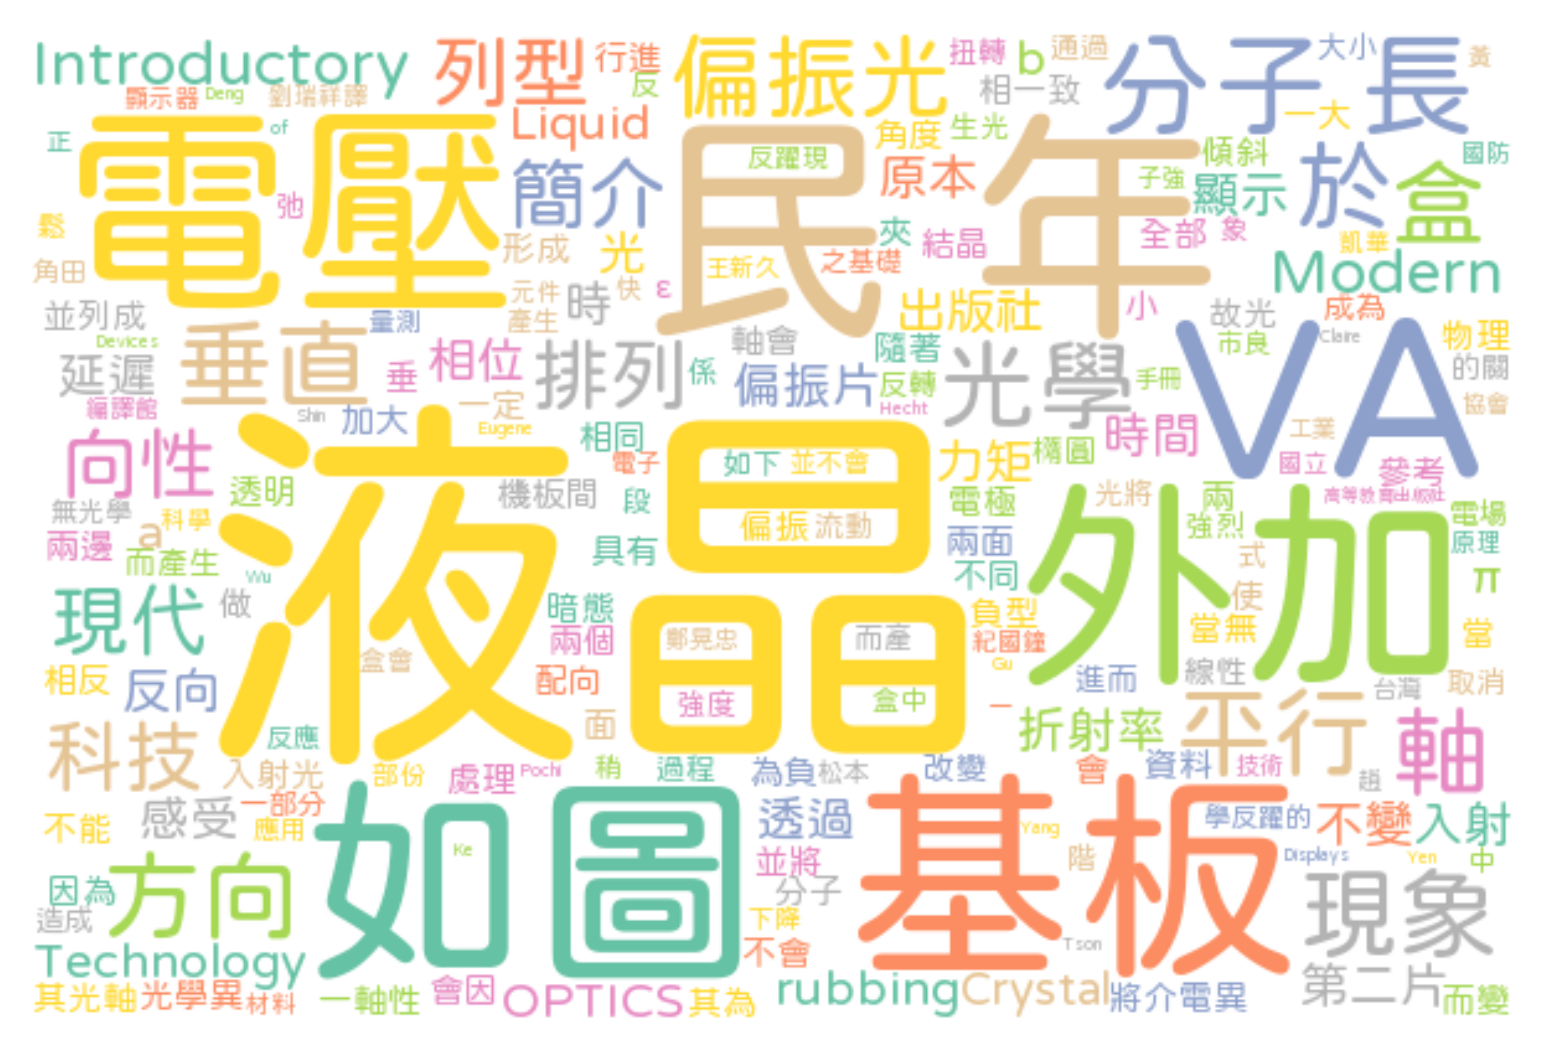 Introductory
列型
行進
反
偏振光
扭轉
b
通過
相一致
分子長
大小
黃
顯示器
Deng
劉瑞祥譯
Liquid
角度
生光
一大
正
of
電壓
民年
反躍現
簡介
原本
子強
傾斜
顯示
於
盒
國防
弛
鬆
角田
形成
光
王新久
之基礎
夾
結晶
全部
象
凱華
Modern
元件
產生
時
快
ε
出版社
小
故光
成為
並列成
量測
Devices
垂直
延遲
垂
相位
排列
係
軸會
隨著
偏振片
反轉
Hecht
光學
手冊
市良
Claire
VA
物理
的關
協會
編譯館
Shin
加大
一定
Eugene
相同
電子
液晶
如下
並不會
偏振
流動
力矩
橢圓
時間
工業
國立
參考
高等教育出版社
向性
透明
機板間
段
電極
光將
兩
強烈
電場
原理
無光學
科學
a
兩邊
而產生
Wu
具有
兩面
不同
外加
式
使
π
現代
做
暗態
兩個
鄭晃忠
而產
負型
紀國鐘
Gu
當無
當
相反
反向
盒會
配向
強度
盒中
進而
線性
台灣
取消
科技
面
一
折射率
平行
軸
反應
入射光
部份
處理
Pochi
稍
過程
為負
松本
改變
會
資料
技術
趙
感受
一部分
不能
應用
如圖
透過
基板
Yang
學反躍的
不變
入射
Ke
並將
分子
階
Displays
Yen
中
因為
造成
方向
下降
不會
Tson
現象
Technology
其光軸
光學異
材料
一軸性
會因
OPTICS
其為
rubbing
Crystal
將介電異
第二片
而變